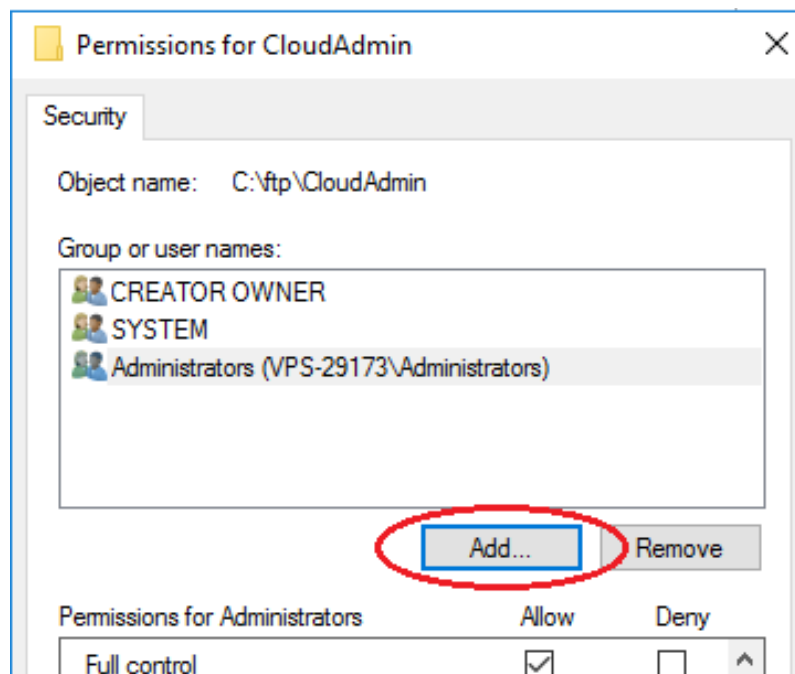 Permissions for CloudAdmin
Security
Object name: C:\ftp\CloudAdmin
Group or user names:
CREATOR OWNER
SYSTEM
Administrators (VPS-29173\Administrators)
Add... Remove
Permissions for Administrators Allow Deny
Full control